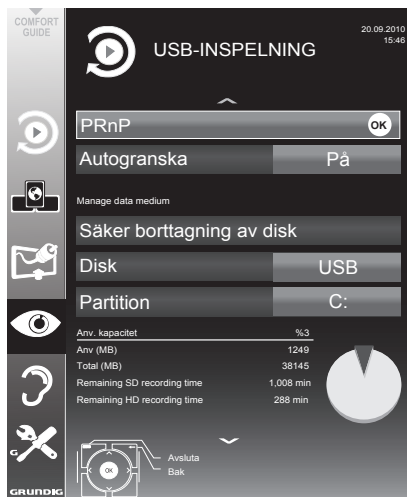 COMFORT
GUIDE
USB-INSPELNING
20.09.2010
15:46
PRnP OK
Autogranska På
Manage data medium
Säker borttagning av disk
Disk USB
Partition C:
Anv. kapacitet %3
Anv (MB) 1249
Total (MB) 38145
Remaining SD recording time 1,008 min
Remaining HD recording time 288 min
G
OK
Avsluta
Bak
GRUNDIG